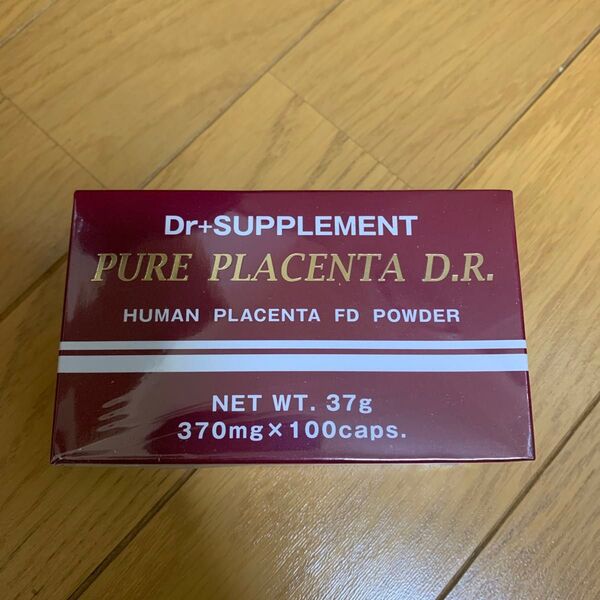 Dr+SUPPLEMENT
PURE PLACENTA D.R.
HUMAN PLACENTA FD POWDER
NET WT. 37g
370mg×100caps.